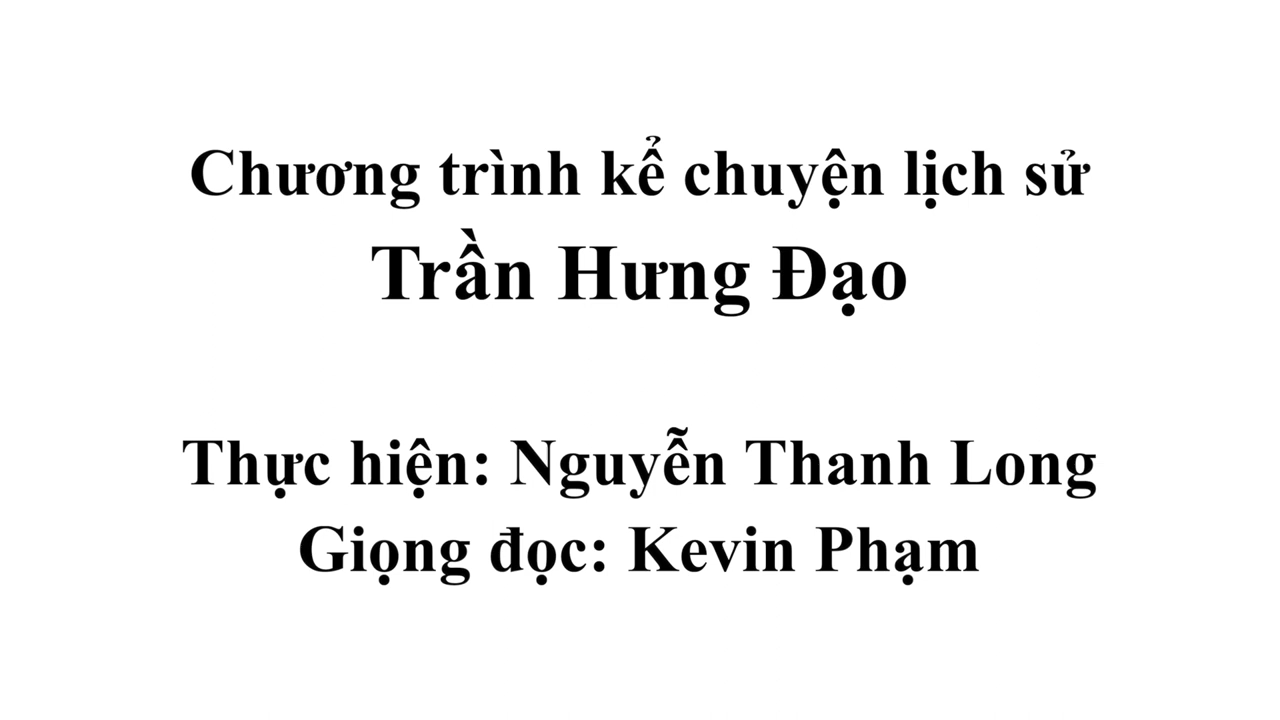 Chương trình kể chuyện lịch sử
Trần Hưng Đạo
Thực hiện: Nguyễn Thanh Long
Giọng đọc: Kevin Phạm